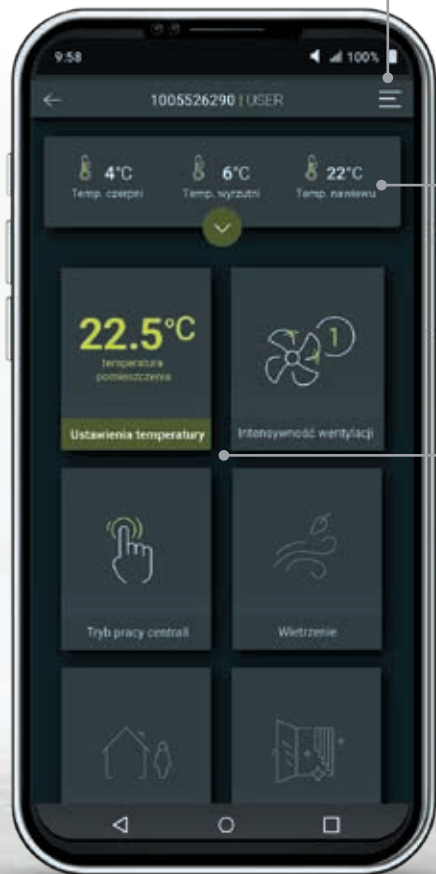 9:58
100%
1005526290 | USER
4°C
6°C
22°C
Temp. czerpni
Temp. wyrzutni
Temp. nawiewu
22.5°C
1
temperatura
pomieszczenia
Ustawienia temperatury
Intensywność wentylacji
Tryb pracy centrali
Wietrzenie